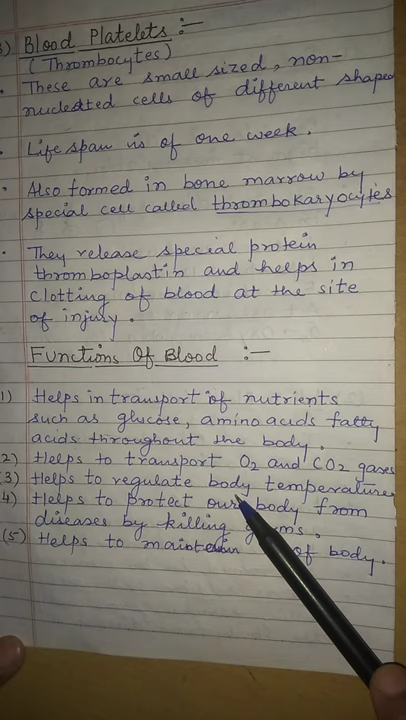 3) Blood Platelets :-
(Thrombocytes)
• These are small sized, non-
nucleated cells of different shaped
• Life span is of one week.
• Also formed in bone marrow by
special cell called thrombokaryocytes
• They release special protein
thromboplastin and helps in
clotting of blood at the site
of injury.
Functions Of Blood :-
1) Helps in transport of nutrients
such as glucose, amino acids fatty
acids throughout the body.
2) Helps to transport O2 and CO2 gases
(3) Helps to regulate body temperature
4) Helps to protect our body from
diseases by killing germs.
(5) Helps to maintain of body.